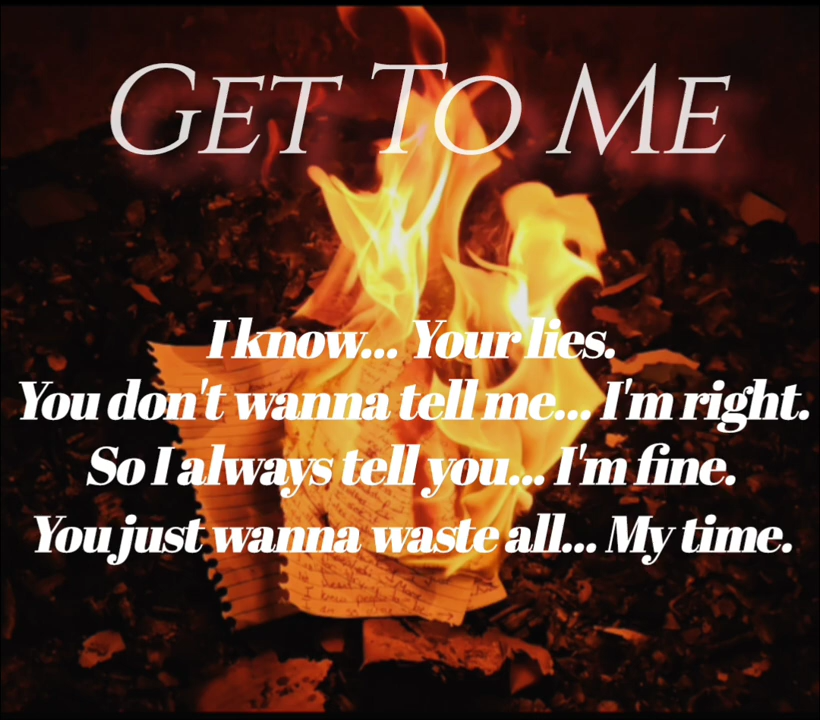 GET TO ME
I know... Your lies.
You don't wanna tell me... I'm right.
So I always tell you... I'm fine.
You just wanna waste all... My time.